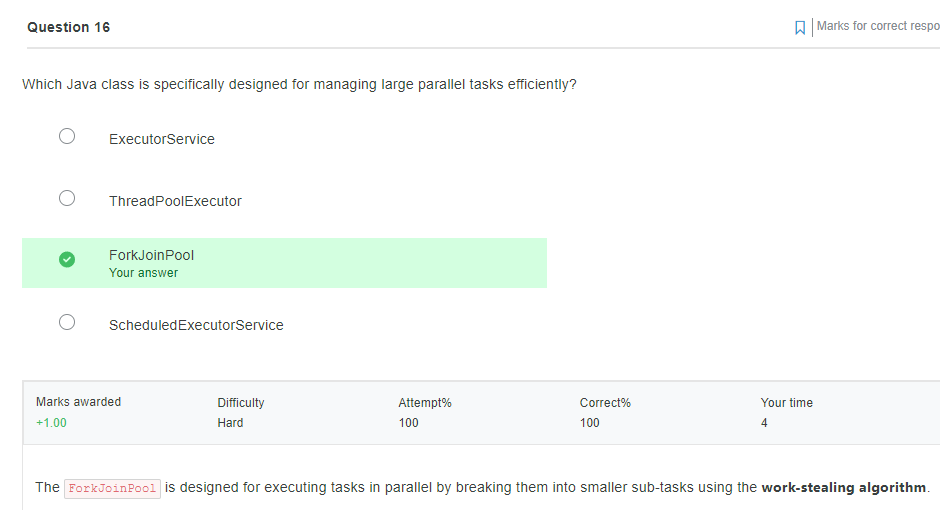 Question 16
Marks for correct respo
Which Java class is specifically designed for managing large parallel tasks efficiently?
ExecutorService
ThreadPoolExecutor
ForkJoinPool
Your answer
ScheduledExecutorService
Marks awarded Difficulty Attempt% Correct% Your time
+1.00 Hard 100 100 4
The ForkJoinPool is designed for executing tasks in parallel by breaking them into smaller sub-tasks using the work-stealing algorithm.